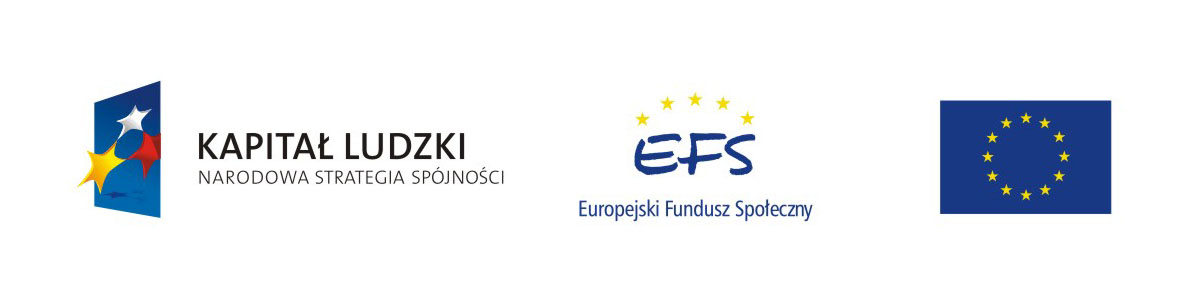 KAPITAŁ LUDZKI
NARODOWA STRATEGIA SPÓJNOŚCI
EFS
Europejski Fundusz Społeczny